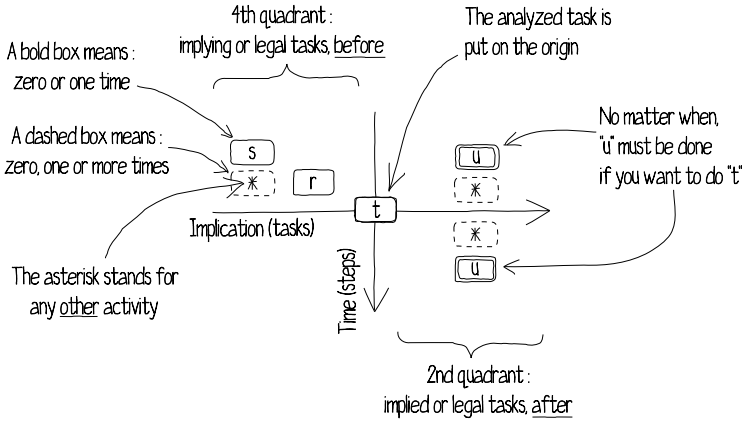 4th quadrant :
implying or legal tasks, before
The analyzed task is
put on the origin
A bold box means :
zero or one time
A dashed box means :
zero, one or more times
No matter when,
"u" must be done
if you want to do "t"
s
u
*
r
*
t
Implication (tasks)
*
u
The asterisk stands for
any other activity
Time (steps)
2nd quadrant :
implied or legal tasks, after